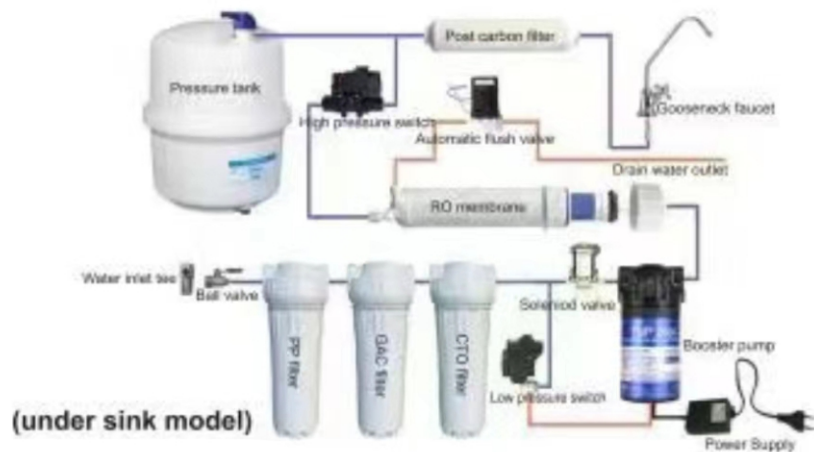 Post carbon filter
Pressure tank
Gooseneck faucet
High pressure switch
Automatic flush valve
Drain water outlet
RO membrane
Water inlet tee
Ball valve
Soleniod valve
PP filter
GAC filter
CTO filter
Booster pump
Low pressure switch
(under sink model)
Power Supply